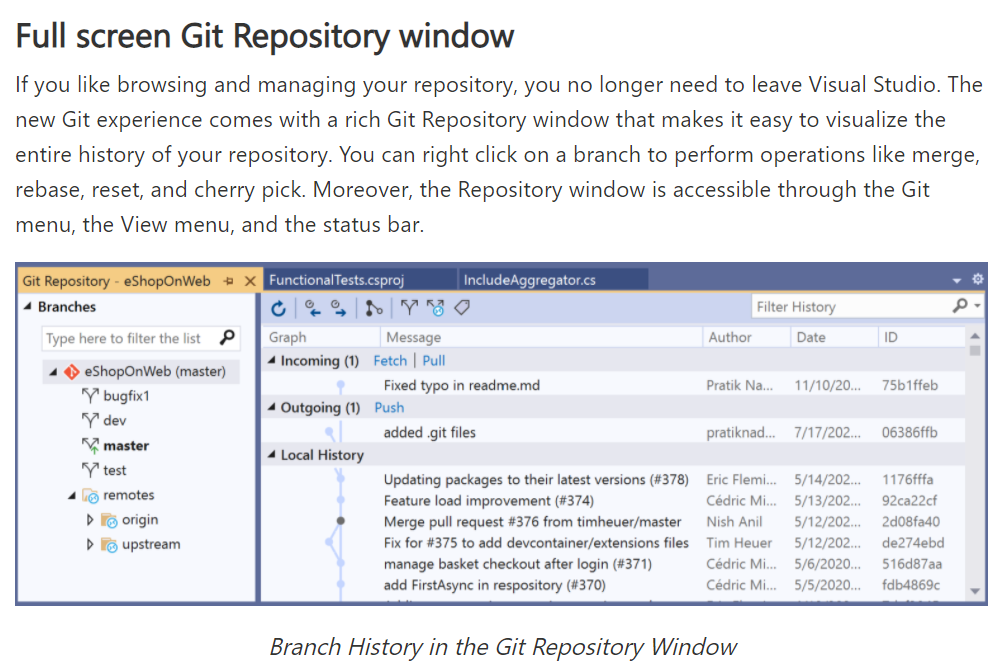 Full screen Git Repository window
If you like browsing and managing your repository, you no longer need to leave Visual Studio. The
new Git experience comes with a rich Git Repository window that makes it easy to visualize the
entire history of your repository. You can right click on a branch to perform operations like merge,
rebase, reset, and cherry pick. Moreover, the Repository window is accessible through the Git
menu, the View menu, and the status bar.
Git Repository - eShopOnWeb
FunctionalTests.csproj
IncludeAggregator.cs
Branches
Type here to filter the list
eShopOnWeb (master)
bugfix1
dev
master
test
remotes
origin
upstream
Filter History
Graph Message Author Date ID
Incoming (1) Fetch | Pull
Fixed typo in readme.md Pratik Na... 11/10/20... 75b1ffeb
Outgoing (1) Push
added .git files pratiknad... 7/17/202... 06386ffb
Local History
Updating packages to their latest versions (#378) Eric Flemi... 5/14/202... 1176fffa
Feature load improvement (#374) Cédric Mi... 5/13/202... 92ca22cf
Merge pull request #376 from timheuer/master Nish Anil 5/12/202... 2d08fa40
Fix for #375 to add devcontainer/extensions files Tim Heuer 5/12/202... de274ebd
manage basket checkout after login (#371) Cédric Mi... 5/6/2020... 516d87aa
add FirstAsync in respository (#370) Cédric Mi... 5/5/2020... fdb4869c
Branch History in the Git Repository Window